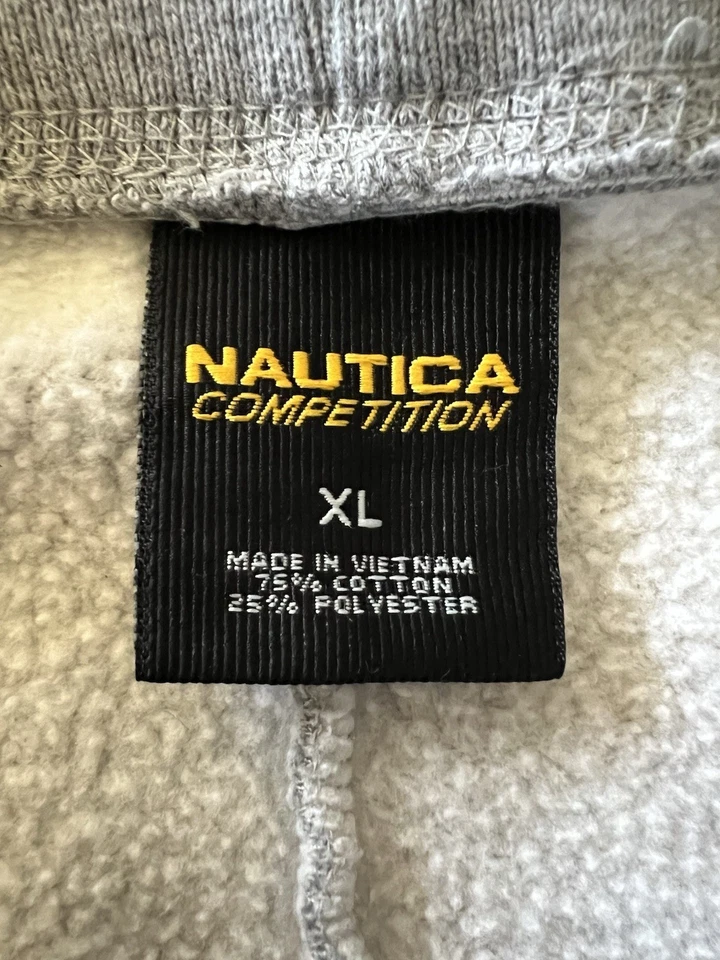 NAUTICA
COMPETITION
XL
MADE IN VIETNAM
75% COTTON
25% POLYESTER